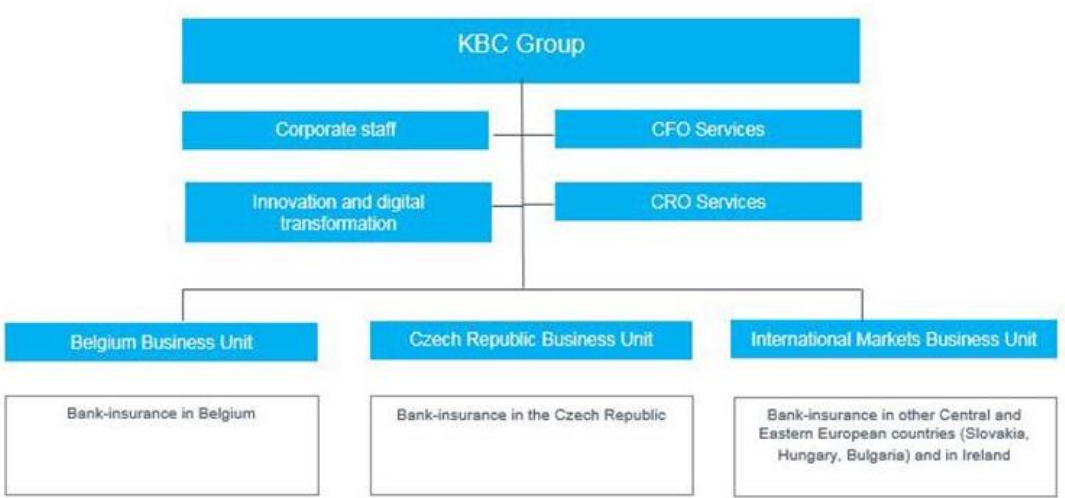 KBC Group
Corporate staff
CFO Services
Innovation and digital
transformation
CRO Services
Belgium Business Unit
Czech Republic Business Unit
International Markets Business Unit
Bank-insurance in Belgium
Bank-insurance in the Czech Republic
Bank-insurance in other Central and
Eastern European countries (Slovakia,
Hungary, Bulgaria) and in Ireland